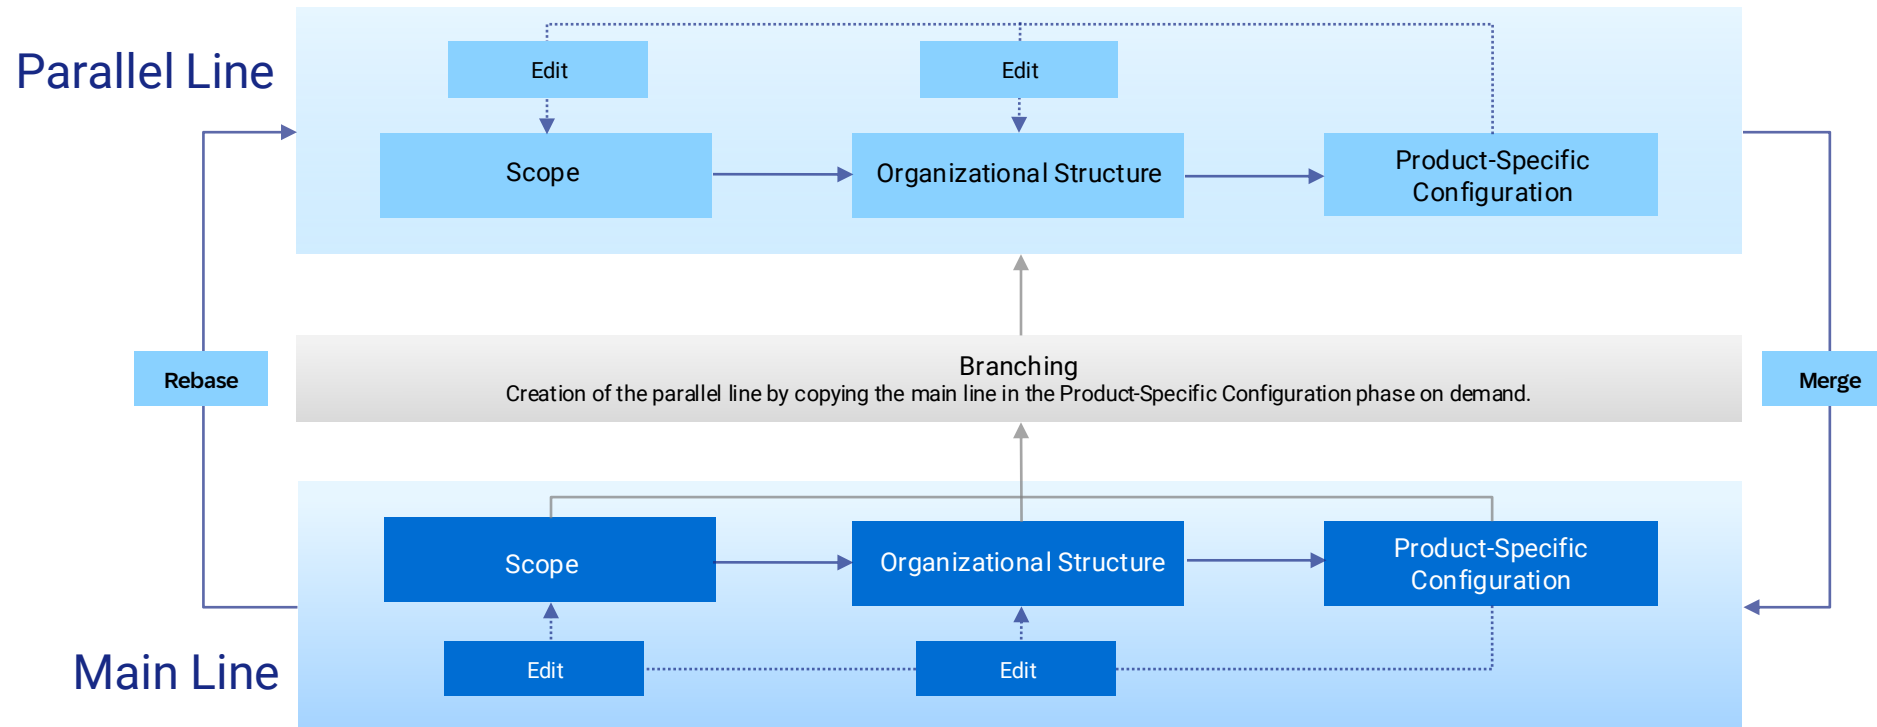 Parallel Line
Edit
Edit
Scope
Organizational Structure
Product-Specific
Configuration
Rebase
Branching
Creation of the parallel line by copying the main line in the Product-Specific Configuration phase on demand.
Merge
Scope
Organizational Structure
Product-Specific
Configuration
Main Line
Edit
Edit